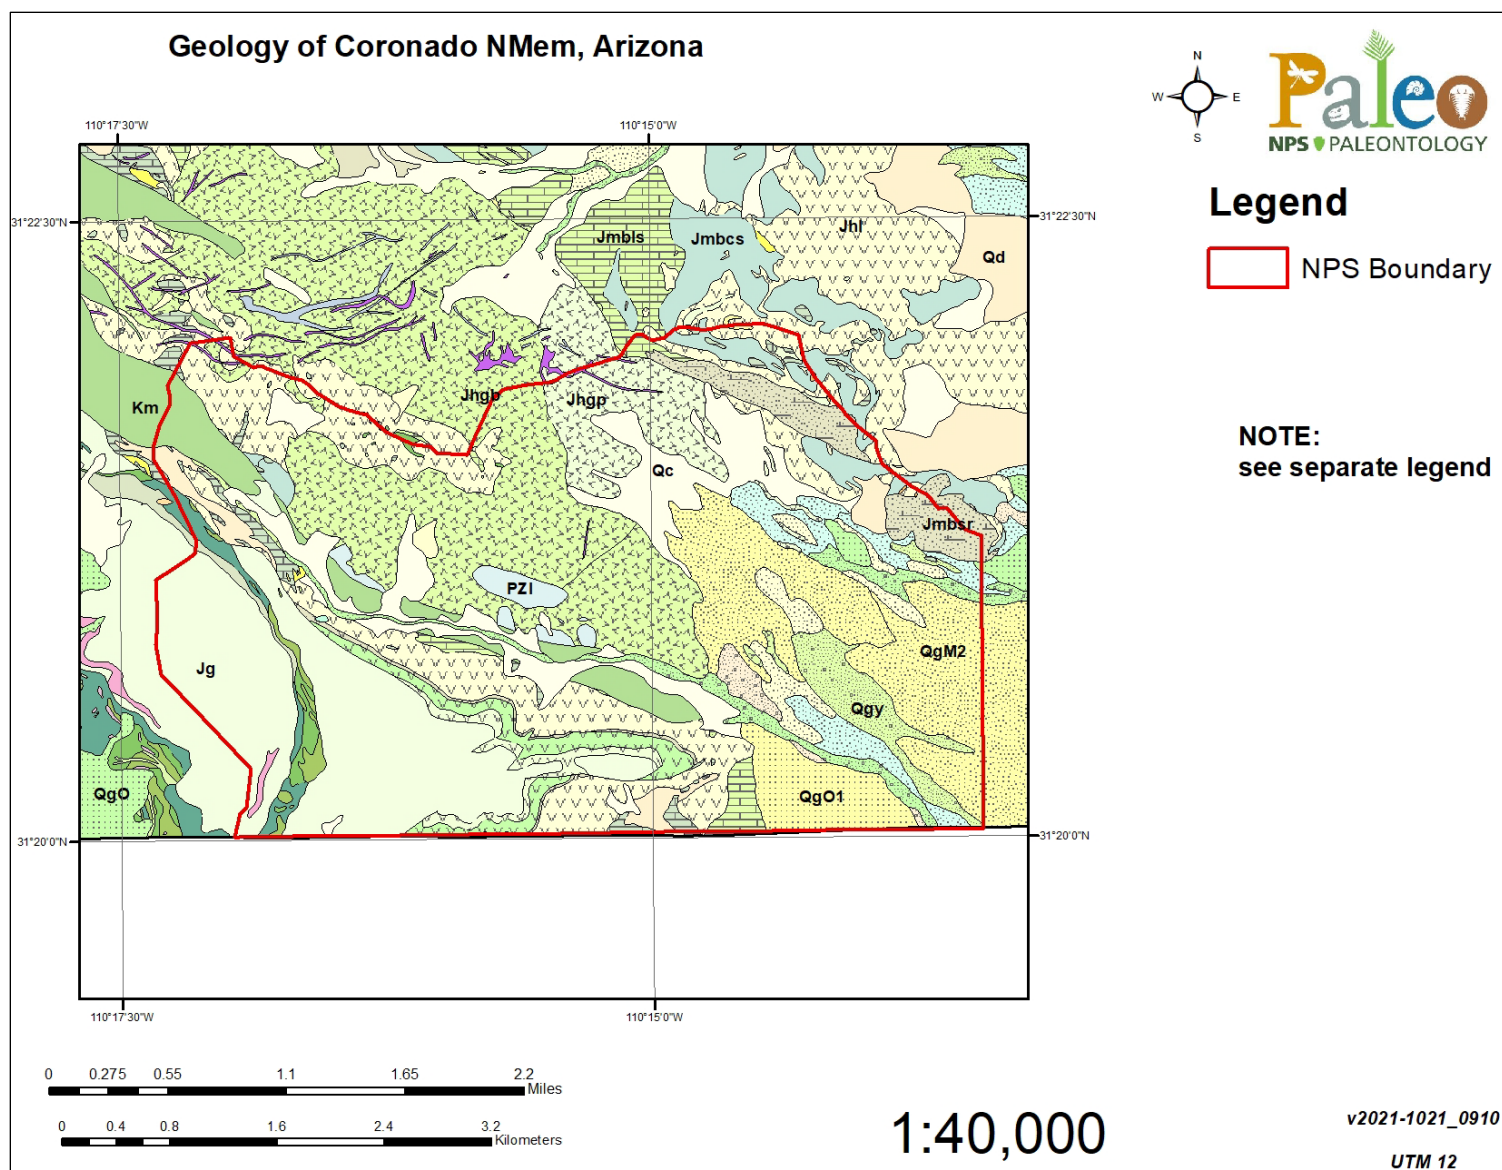 Geology of Coronado NMem, Arizona
N
W E
S
Paleo
NPS PALEONTOLOGY
110°17'30"W 110°15'0"W
31°22'30"N 31°22'30"N
Legend
NPS Boundary
NOTE:
see separate legend
Jmbls Jmbcs Jhl Qd
Km Jhgb Jhgp
Qc
Jmbsr
PZI
Jg QgM2
Qgy
QgO QgO1
31°20'0"N 31°20'0"N
110°17'30"W 110°15'0"W
0 0.275 0.55 1.1 1.65 2.2
Miles
0 0.4 0.8 1.6 2.4 3.2
Kilometers
1:40,000
v2021-1021_0910
UTM 12